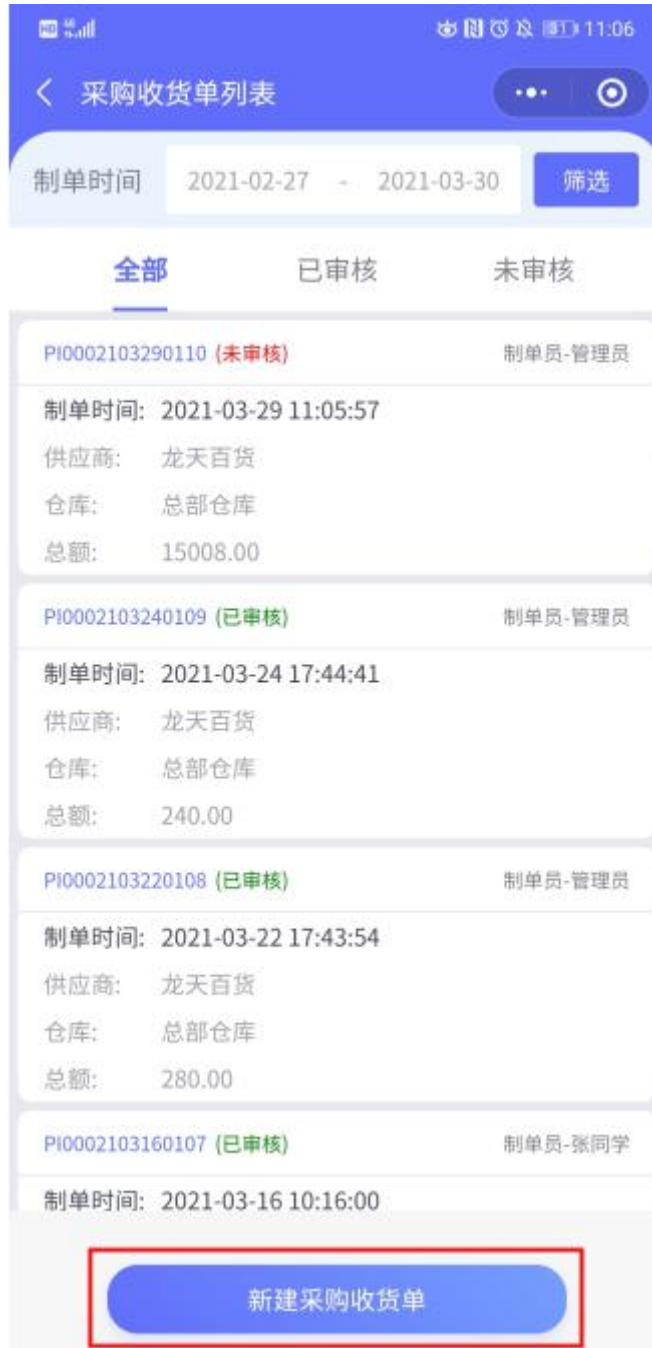 HD 46 81 11:06
采购收货单列表
制单时间 2021-02-27 - 2021-03-30 筛选
全部 已审核 未审核
PI0002103290110 (未审核) 制单员-管理员
制单时间: 2021-03-29 11:05:57
供应商: 龙天百货
仓库: 总部仓库
总额: 15008.00
PI0002103240109 (已审核) 制单员-管理员
制单时间: 2021-03-24 17:44:41
供应商: 龙天百货
仓库: 总部仓库
总额: 240.00
PI0002103220108 (已审核) 制单员-管理员
制单时间: 2021-03-22 17:43:54
供应商: 龙天百货
仓库: 总部仓库
总额: 280.00
PI0002103160107 (已审核) 制单员-张同学
制单时间: 2021-03-16 10:16:00
新建采购收货单